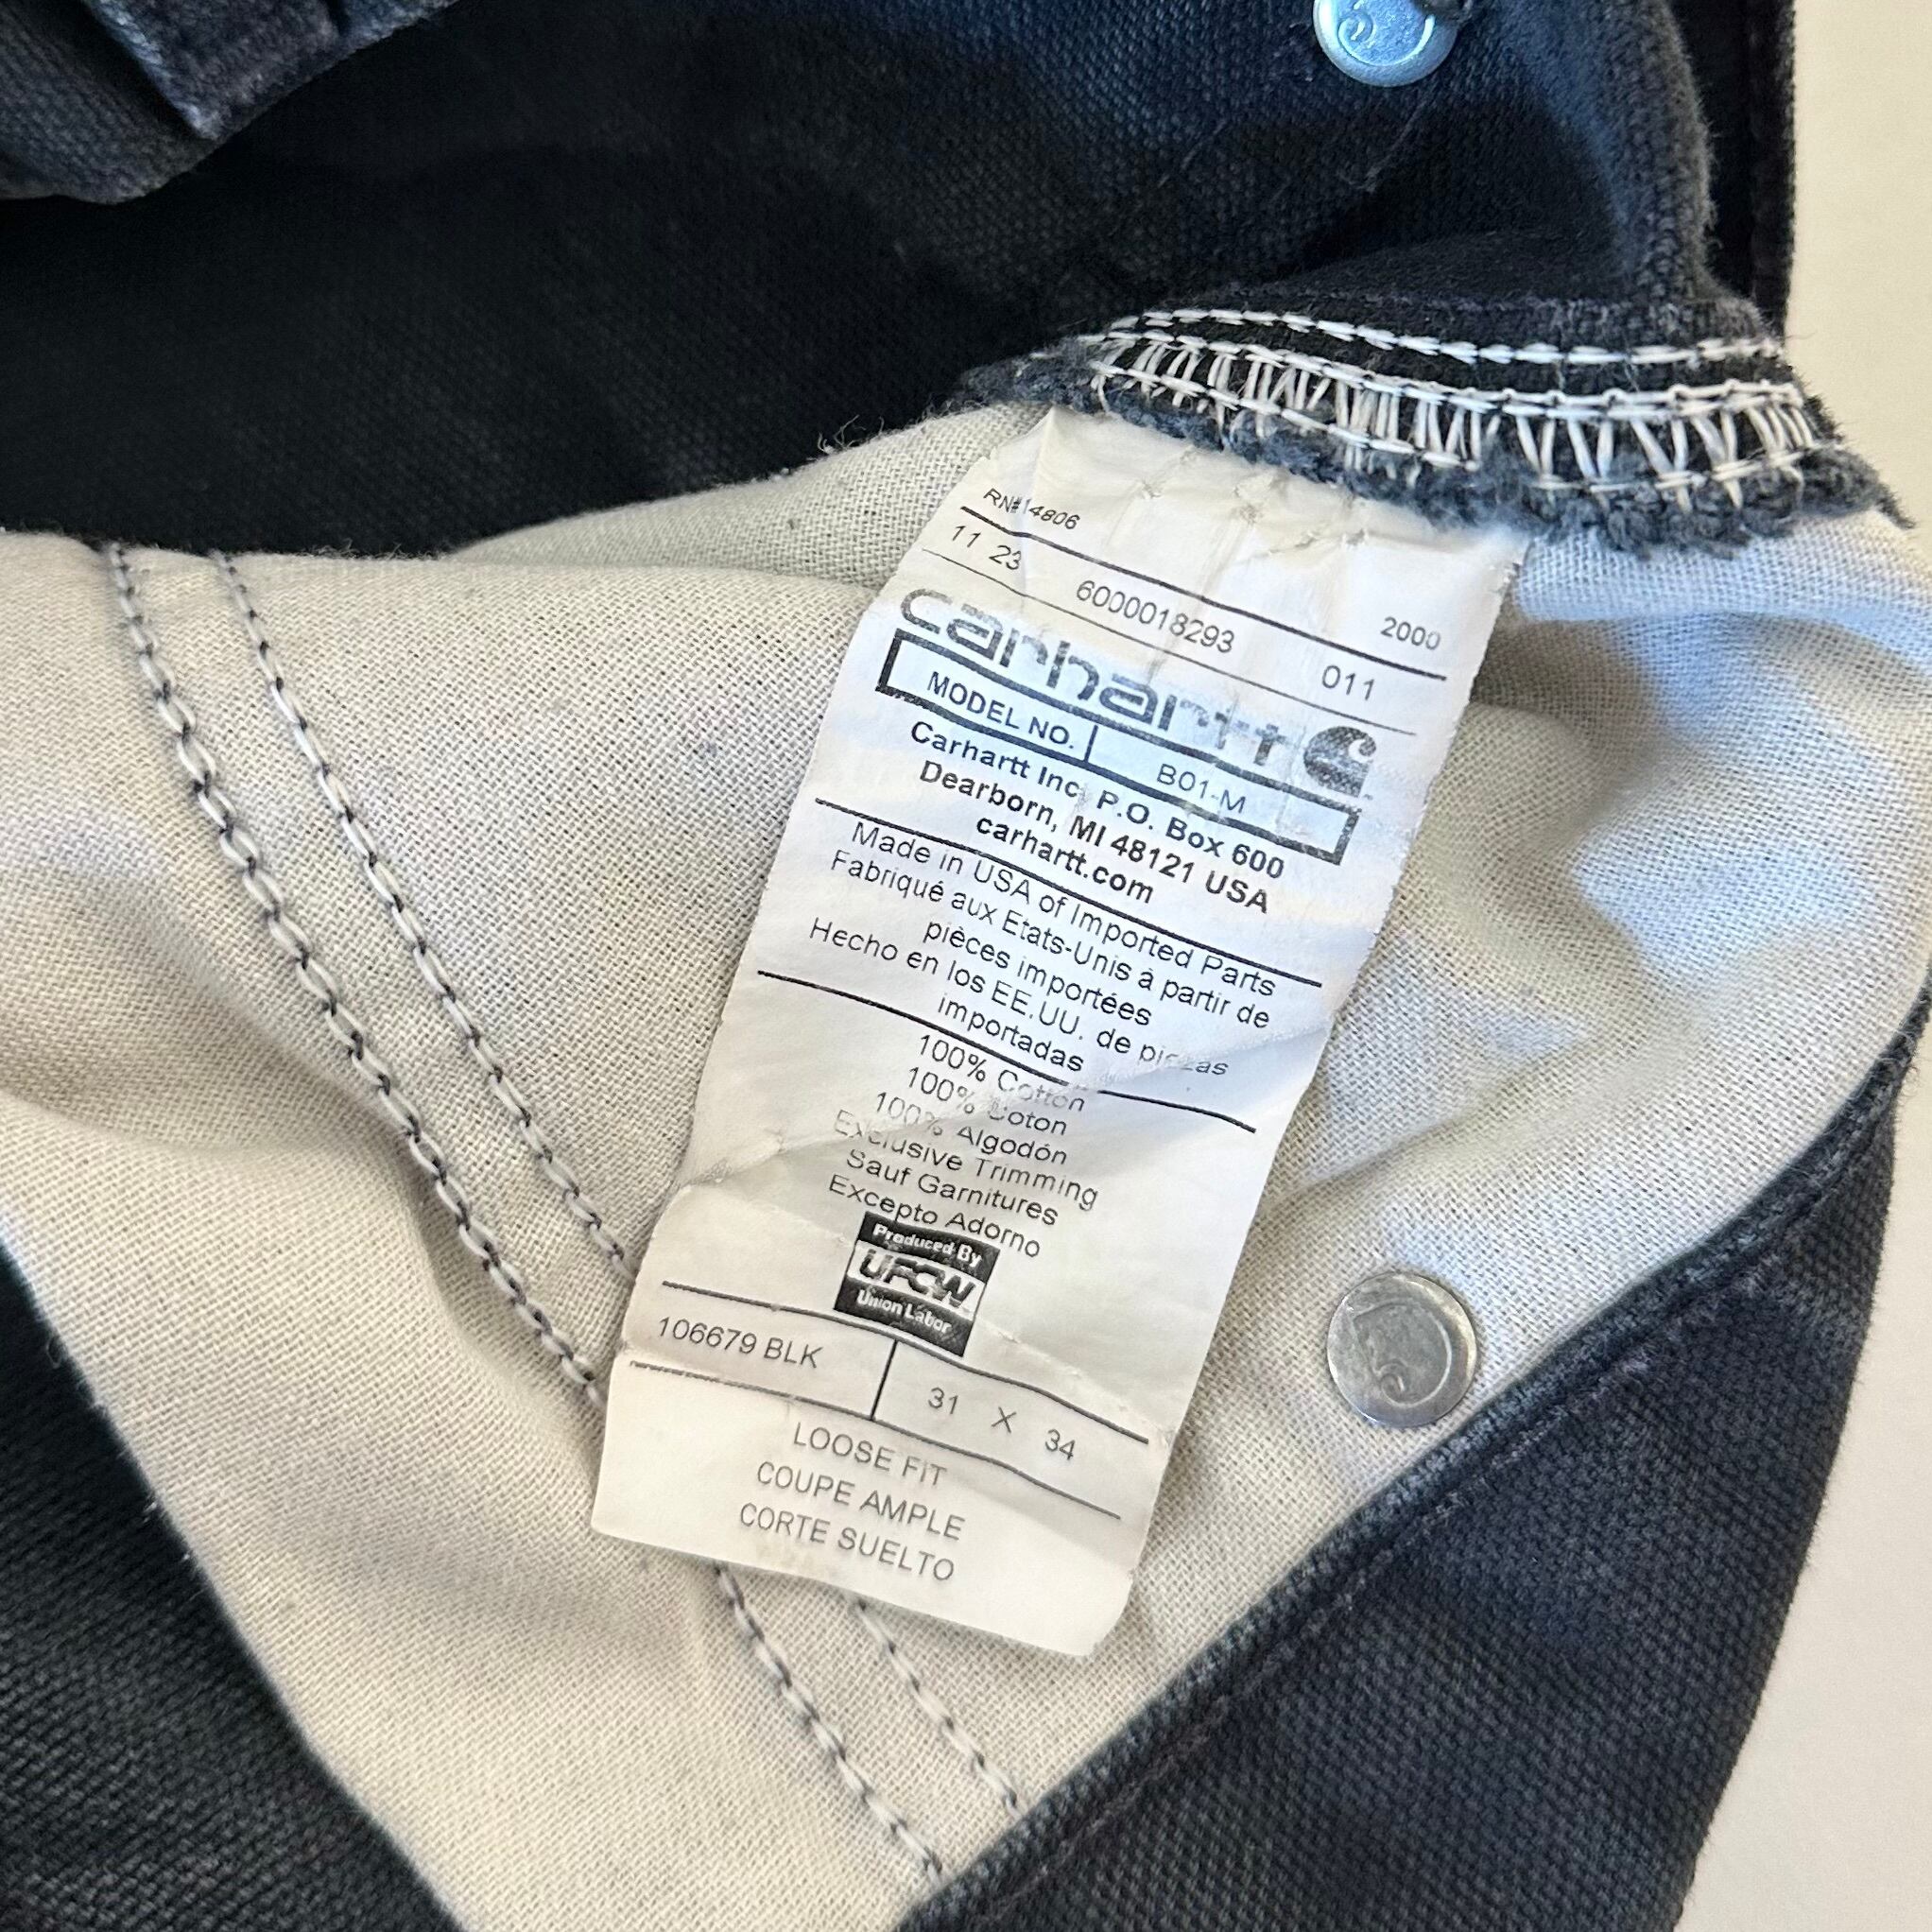 RN#14806
11 23 6000018293 2000
011
carhartt
MODEL NO. B01-M
Carhartt Inc. P.O. Box 600
Dearborn, MI 48121 USA
carhartt.com
Made in USA of Imported Parts
Fabriqué aux Etats-Unis à partir de
pièces importées
Hecho en los EE.UU. de piezas
importadas
100% Cotton
100% Coton
100% Algodón
Exclusive Trimming
Sauf Garnitures
Excepto Adorno
Produced By
UFCW
Union Labor
106679 BLK 31 X 34
LOOSE FIT
COUPE AMPLE
CORTE SUELTO